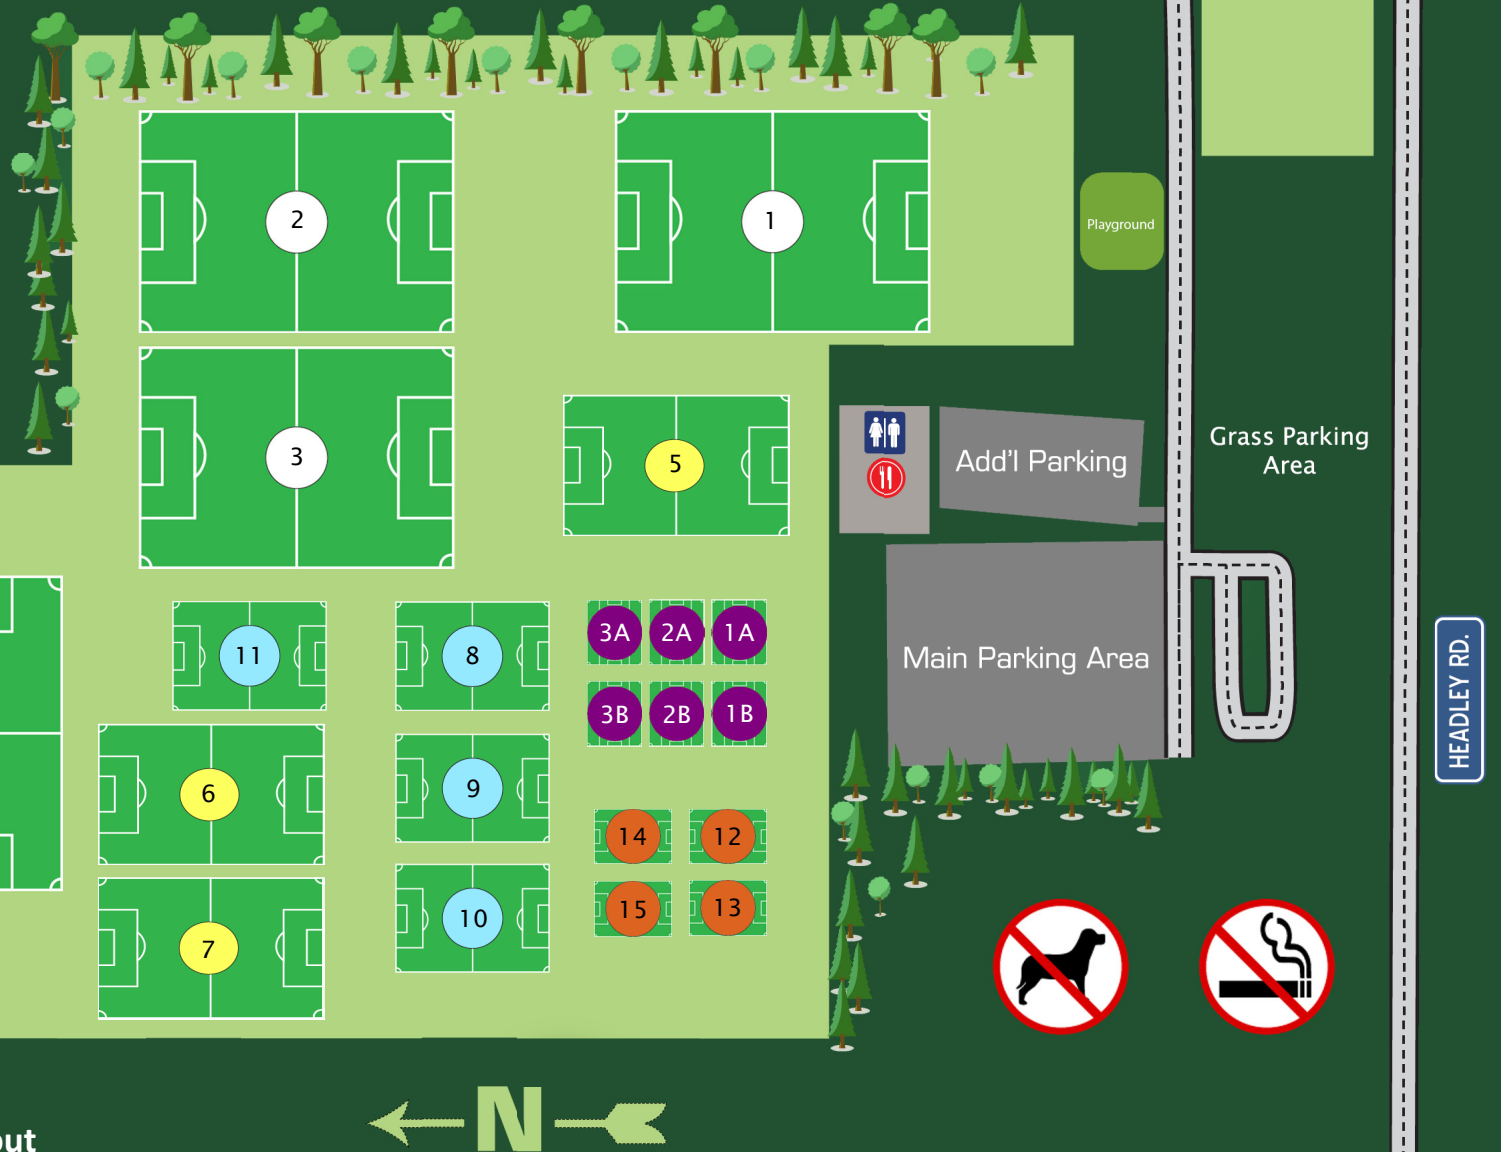 2
1
Playground
3
5
Add'l Parking
Grass Parking
Area
11
8
3A
2A
1A
Main Parking Area
3B
2B
1B
HEADLEY RD.
6
9
14
12
7
10
15
13
N
out